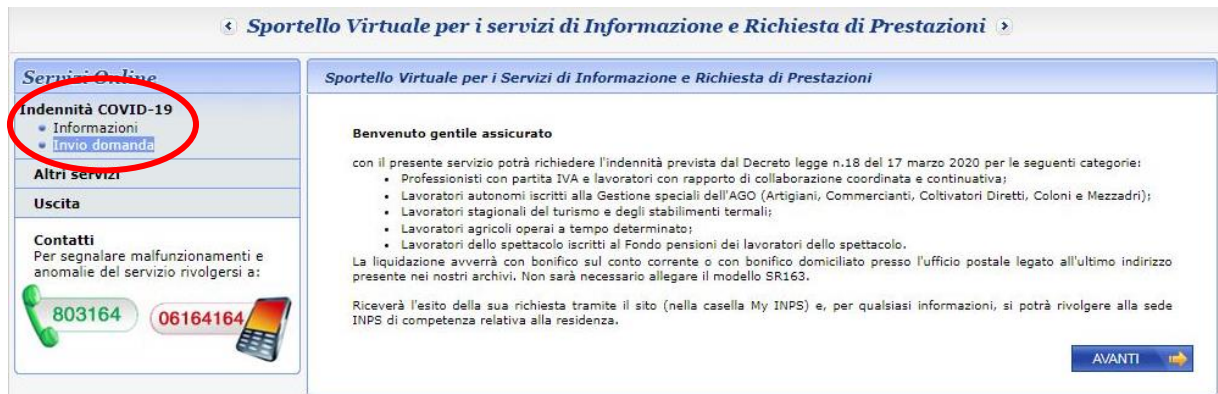 Sportello Virtuale per i servizi di Informazione e Richiesta di Prestazioni
Servizi Online
Indennità COVID-19
Informazioni
Invio domanda
Altri servizi
Uscita
Contatti
Per segnalare malfunzionamenti e
anomalie del servizio rivolgersi a:
803164
06164164
Sportello Virtuale per i Servizi di Informazione e Richiesta di Prestazioni
Benvenuto gentile assicurato
con il presente servizio potrà richiedere l'indennità prevista dal Decreto legge n.18 del 17 marzo 2020 per le seguenti categorie:
• Professionisti con partita IVA e lavoratori con rapporto di collaborazione coordinata e continuativa;
• Lavoratori autonomi iscritti alla Gestione speciali dell'AGO (Artigiani, Commercianti, Coltivatori Diretti, Coloni e Mezzadri);
• Lavoratori stagionali del turismo e degli stabilimenti termali;
• Lavoratori agricoli operai a tempo determinato;
• Lavoratori dello spettacolo iscritti al Fondo pensioni dei lavoratori dello spettacolo.
La liquidazione avverrà con bonifico sul conto corrente o con bonifico domiciliato presso l'ufficio postale legato all'ultimo indirizzo
presente nei nostri archivi. Non sarà necessario allegare il modello SR163.
Riceverà l'esito della sua richiesta tramite il sito (nella casella My INPS) e, per qualsiasi informazioni, si potrà rivolgere alla sede
INPS di competenza relativa alla residenza.
AVANTI